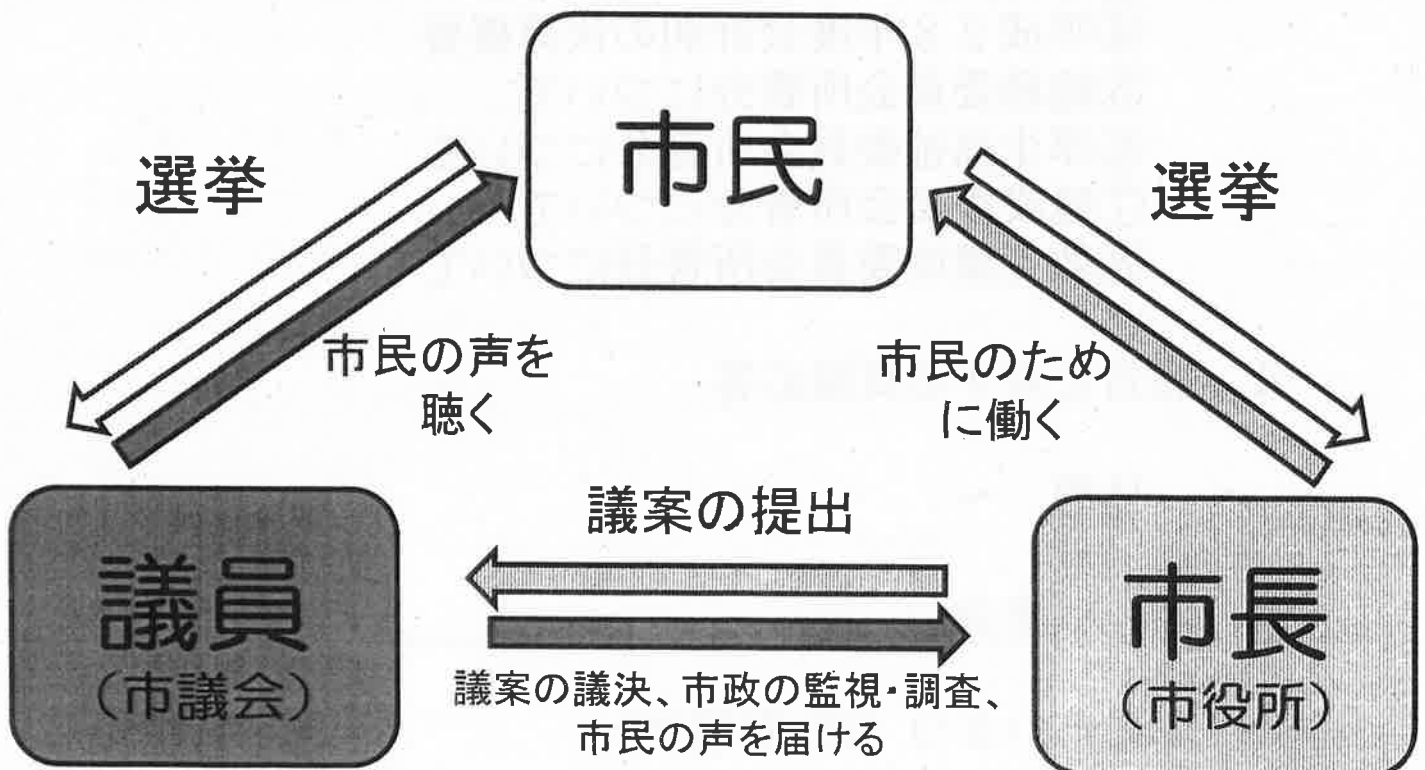 市民
選挙
選挙
市民の声を
聴く
市民のため
に働く
議案の提出
議員
(市議会)
市長
(市役所)
議案の議決、市政の監視・調査、
市民の声を届ける